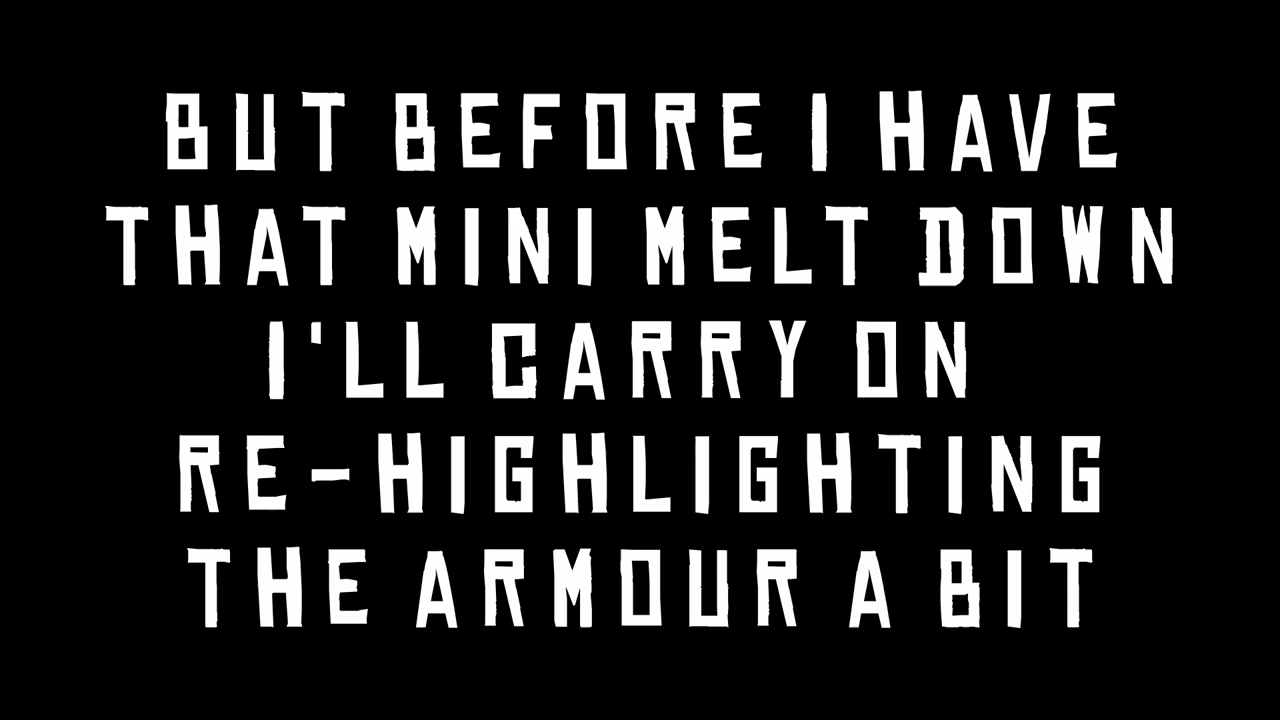 BUT BEFORE I HAVE
THAT MINI MELT DOWN
I'LL CARRY ON
RE-HIGHLIGHTING
THE ARMOUR A BIT